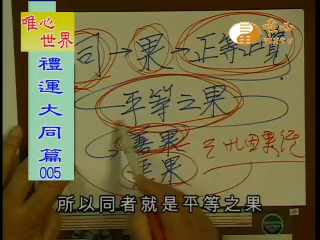 唯心
世界
禮運大同篇
005
同→果→正等正覺
平等之果
善果
正果
所以同者就是平等之果